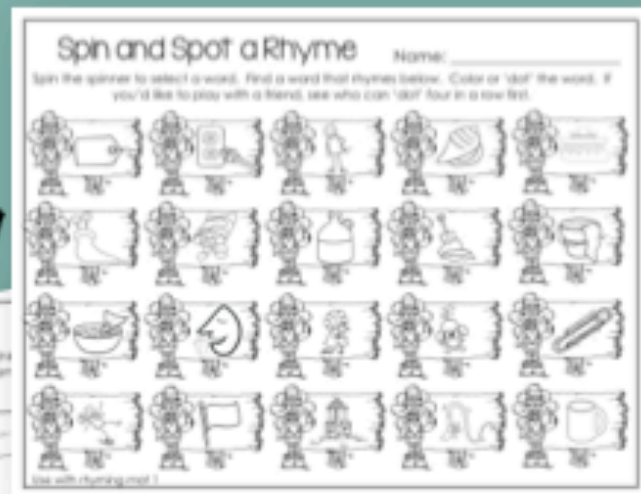 Spin and Spot a Rhyme
Name:
Spin the spinner to select a word. Find a word that rhymes below. Color or 'dot' the word. If
you'd like to play with a friend, see who can 'dot' four in a row first.
Use with rhyming mat 1